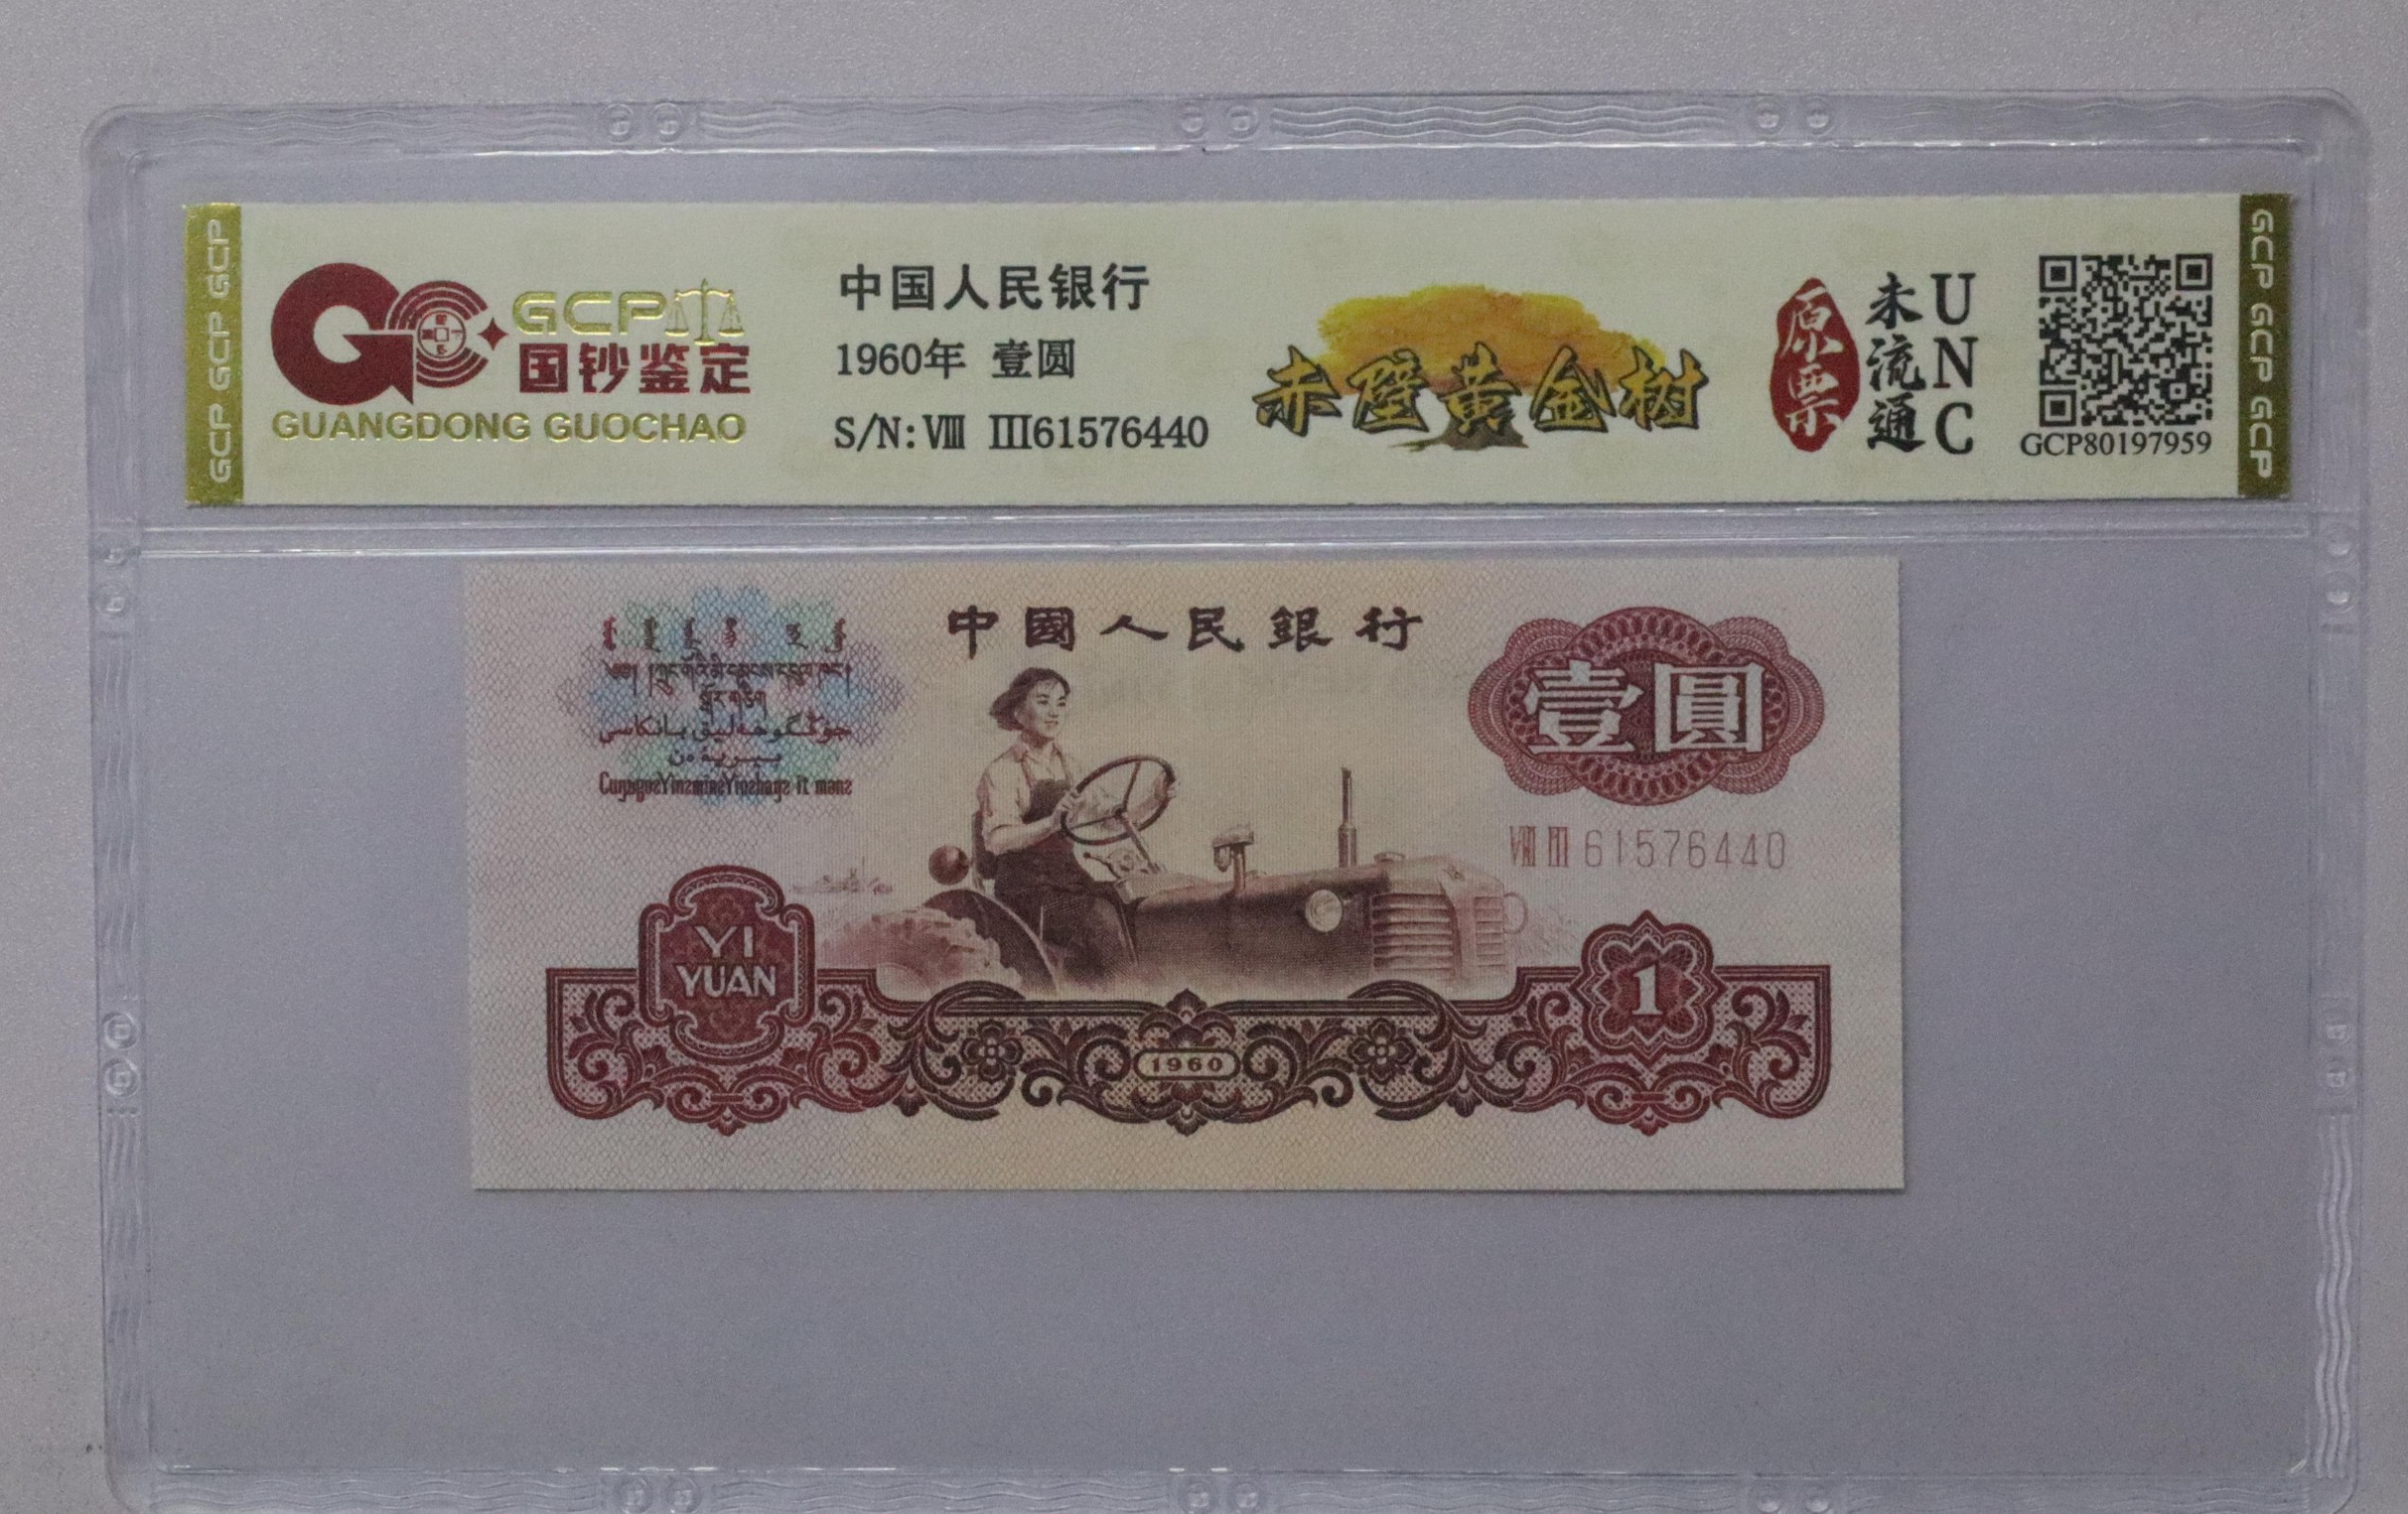 GCP GCP GCP
GCP
国钞鉴定
GUANGDONG GUOCHAO
中国人民银行
1960年 壹圆
S/N: VIII III61576440
赤壁黄金树
原票
未流通
UNC
GCP80197959
GCP GCP GCP
中國人民銀行
壹圓
VIII III 61576440
YI
YUAN
1
1960